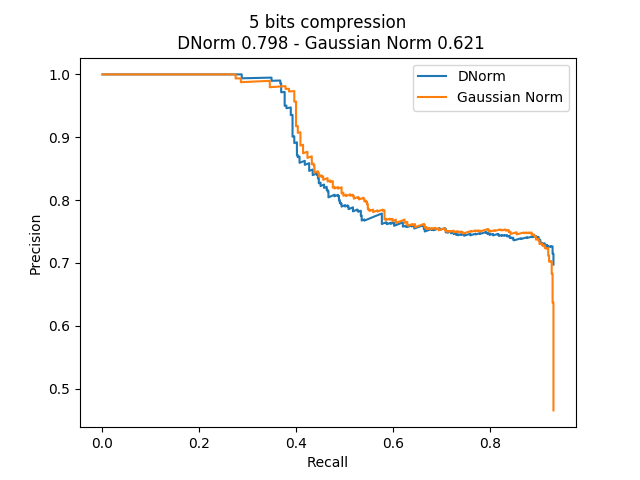 5 bits compression
DNorm 0.798 - Gaussian Norm 0.621
DNorm
Gaussian Norm
1.0
0.9
0.8
0.7
0.6
0.5
Precision
0.0
0.2
0.4
0.6
0.8
Recall